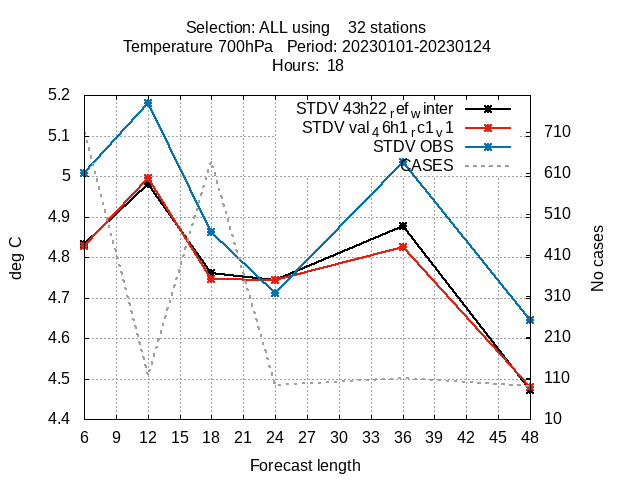 Selection: ALL using    32 stations
Temperature 700hPa   Period: 20230101-20230124
Hours:  18
STDV 43h22_ref_winter
STDV val_46h1_rc1_v1
STDV OBS
CASES
5.2
5.1
5
4.9
4.8
4.7
4.6
4.5
4.4
deg C
710
610
510
410
310
210
110
10
No cases
6 9 12 15 18 21 24 27 30 33 36 39 42 45 48
Forecast length